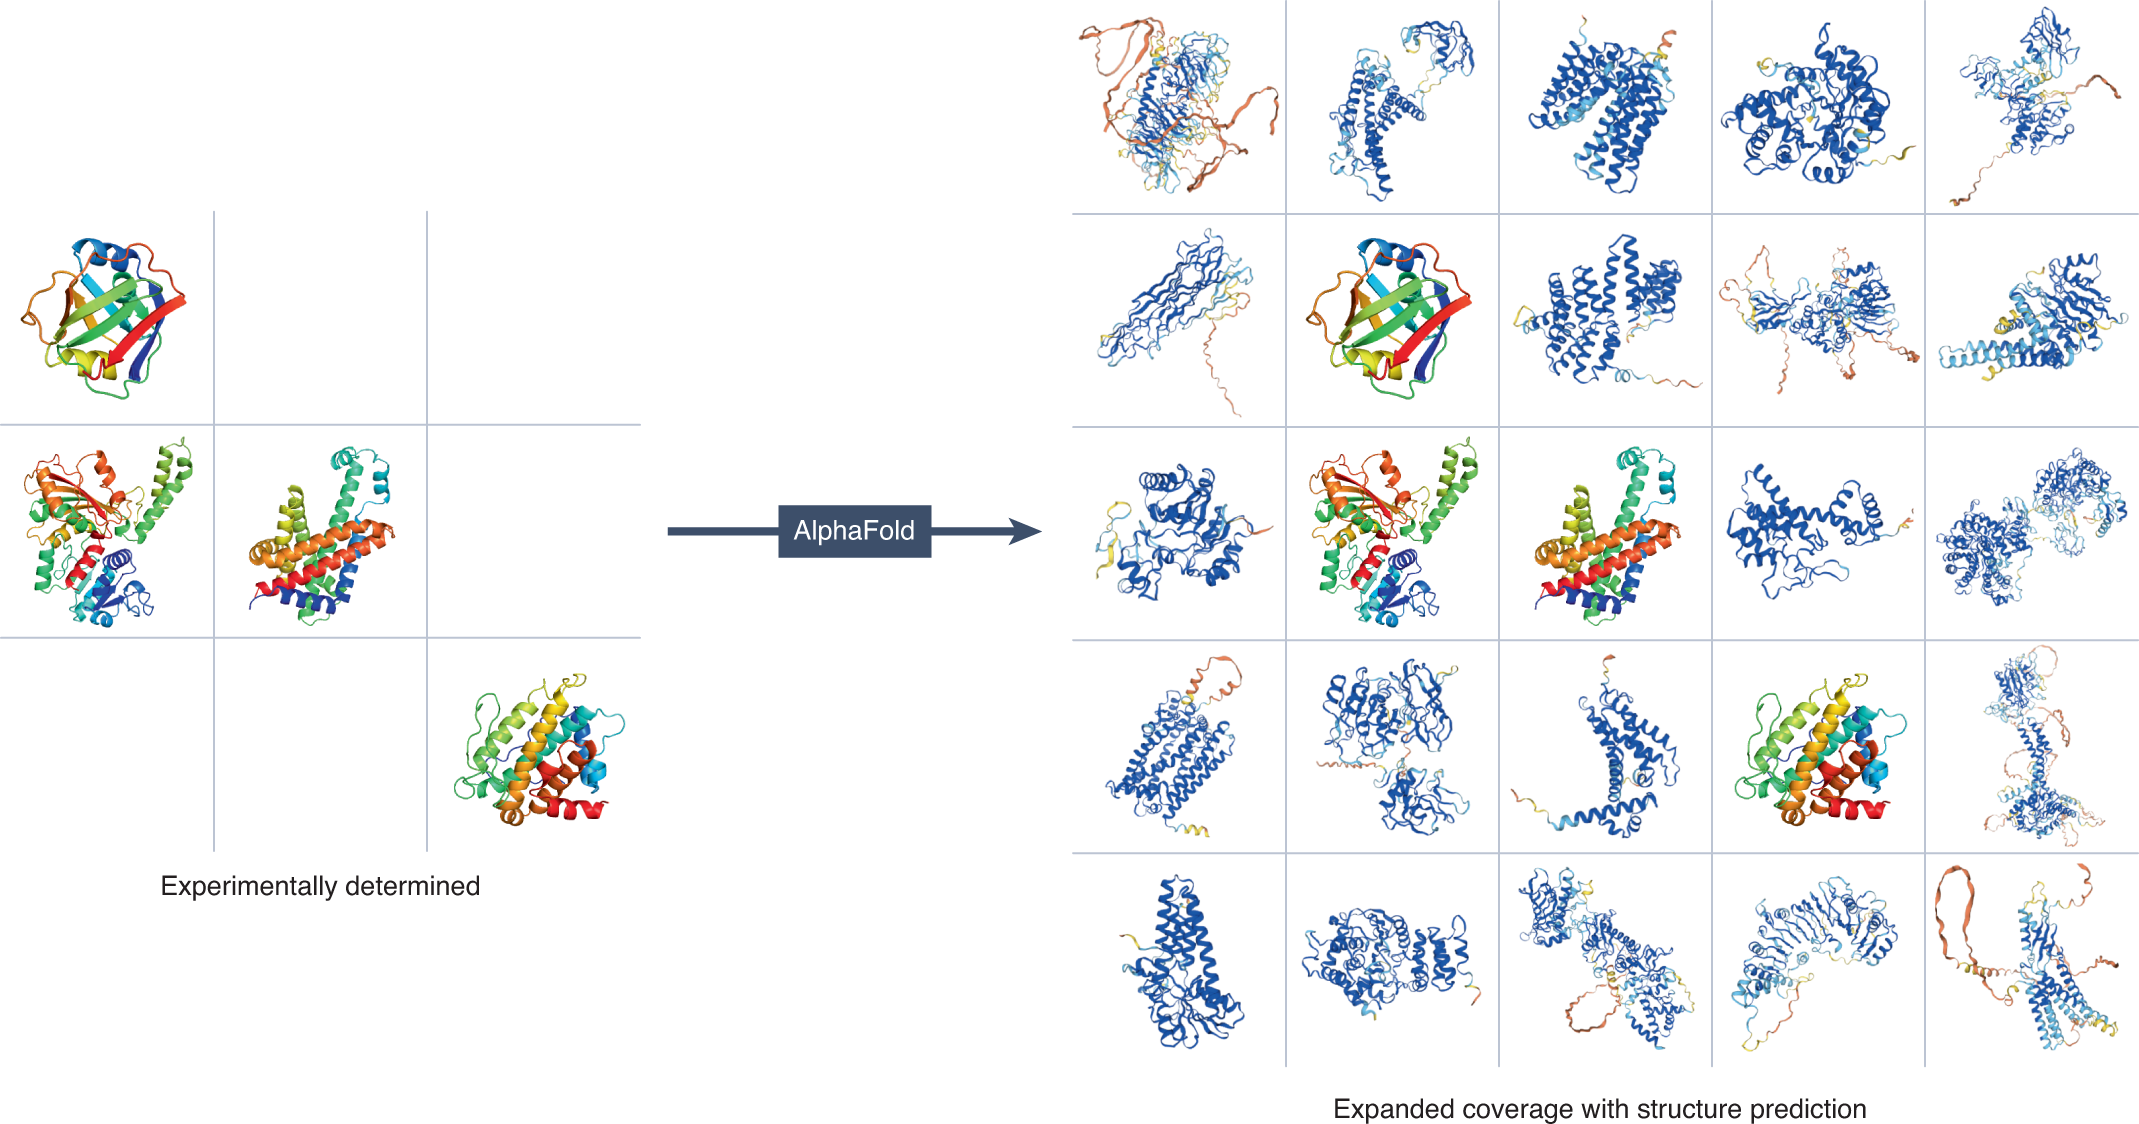 AlphaFold
Experimentally determined
Expanded coverage with structure prediction